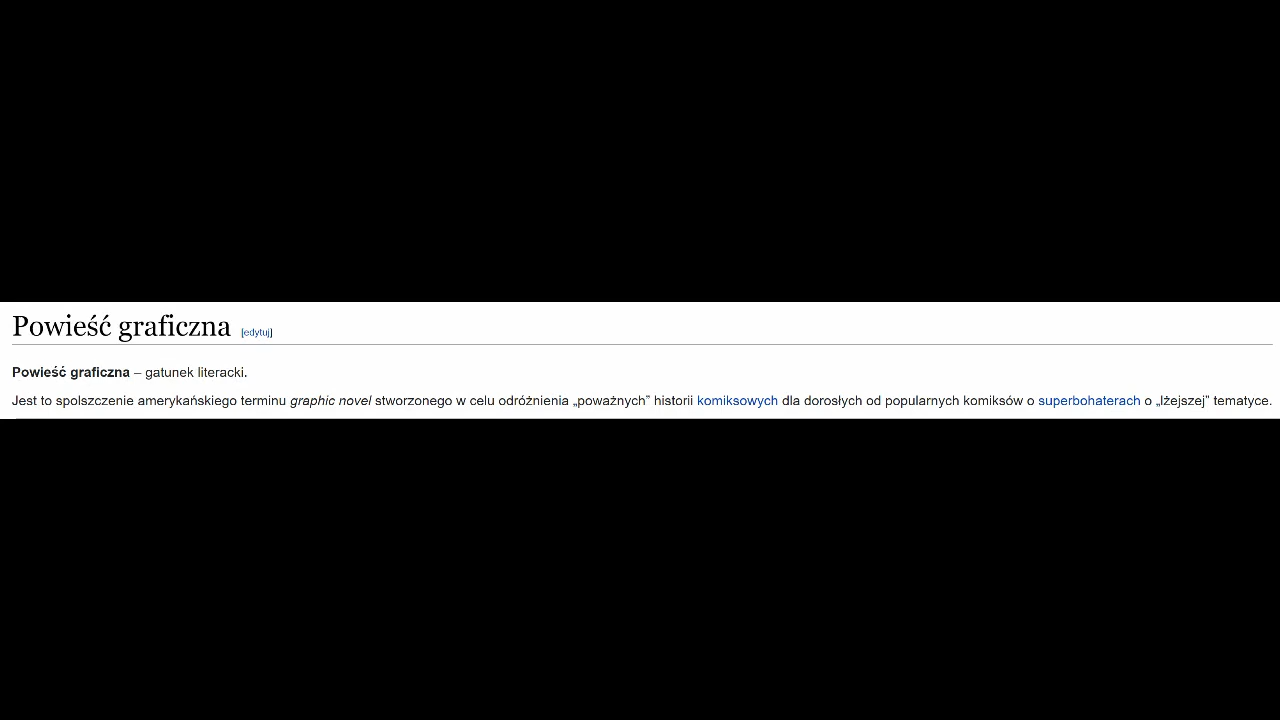 Powieść graficzna [edytuj]
Powieść graficzna – gatunek literacki.
Jest to spolszczenie amerykańskiego terminu graphic novel stworzonego w celu odróżnienia „poważnych” historii komiksowych dla dorosłych od popularnych komiksów o superbohaterach o „lżejszej” tematyce.